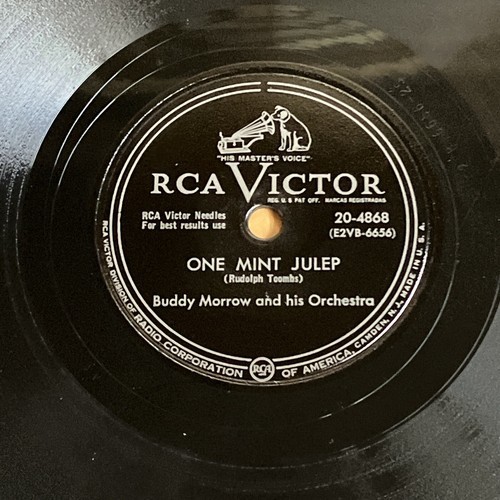 "HIS MASTER'S VOICE"
RCA VICTOR
REG. U. S. PAT. OFF. MARCAS REGISTRADAS
RCA Victor Needles
For best results use
20-4868
(E2VB-6656)
ONE MINT JULEP
(Rudolph Toombs)
Buddy Morrow and his Orchestra
RCA VICTOR DIVISION OF RADIO CORPORATION OF AMERICA, CAMDEN, N. J. MADE IN U. S. A.
RCA